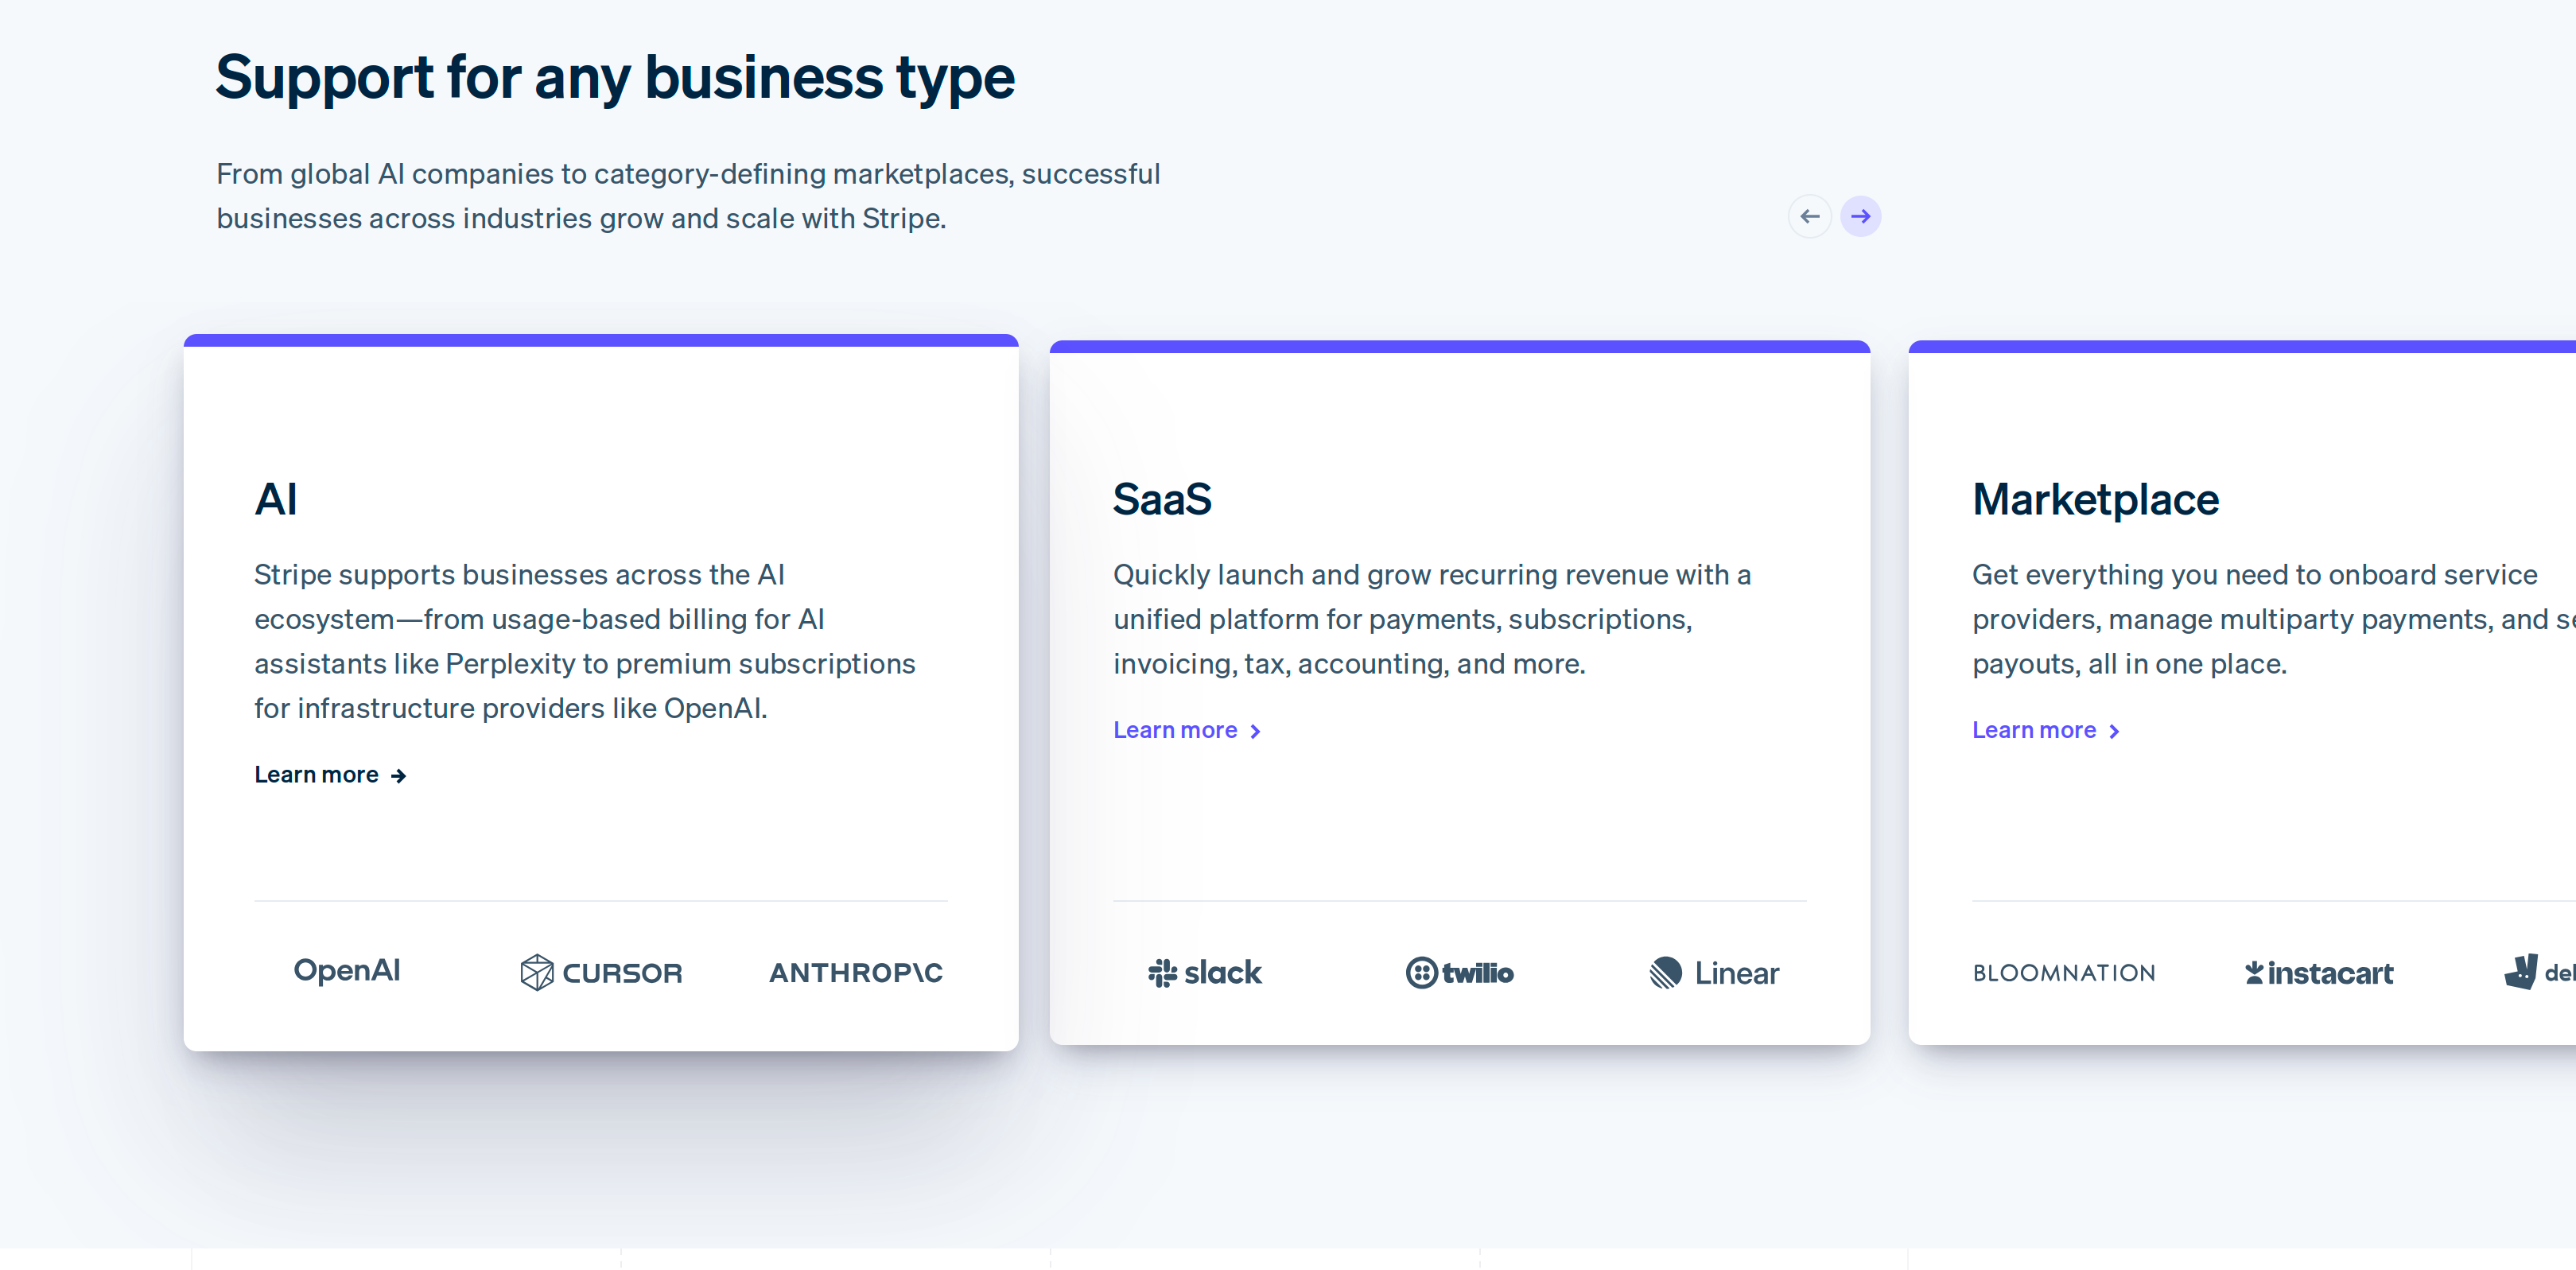 Support for any business type
From global AI companies to category-defining marketplaces, successful
businesses across industries grow and scale with Stripe.
AI
Stripe supports businesses across the AI
ecosystem—from usage-based billing for AI
assistants like Perplexity to premium subscriptions
for infrastructure providers like OpenAI.
Learn more
OpenAI CURSOR ANTHROP\C
SaaS
Quickly launch and grow recurring revenue with a
unified platform for payments, subscriptions,
invoicing, tax, accounting, and more.
Learn more
slack twilio Linear
Marketplace
Get everything you need to onboard service
providers, manage multiparty payments, and
payouts, all in one place.
Learn more
BLOOMNATION instacart